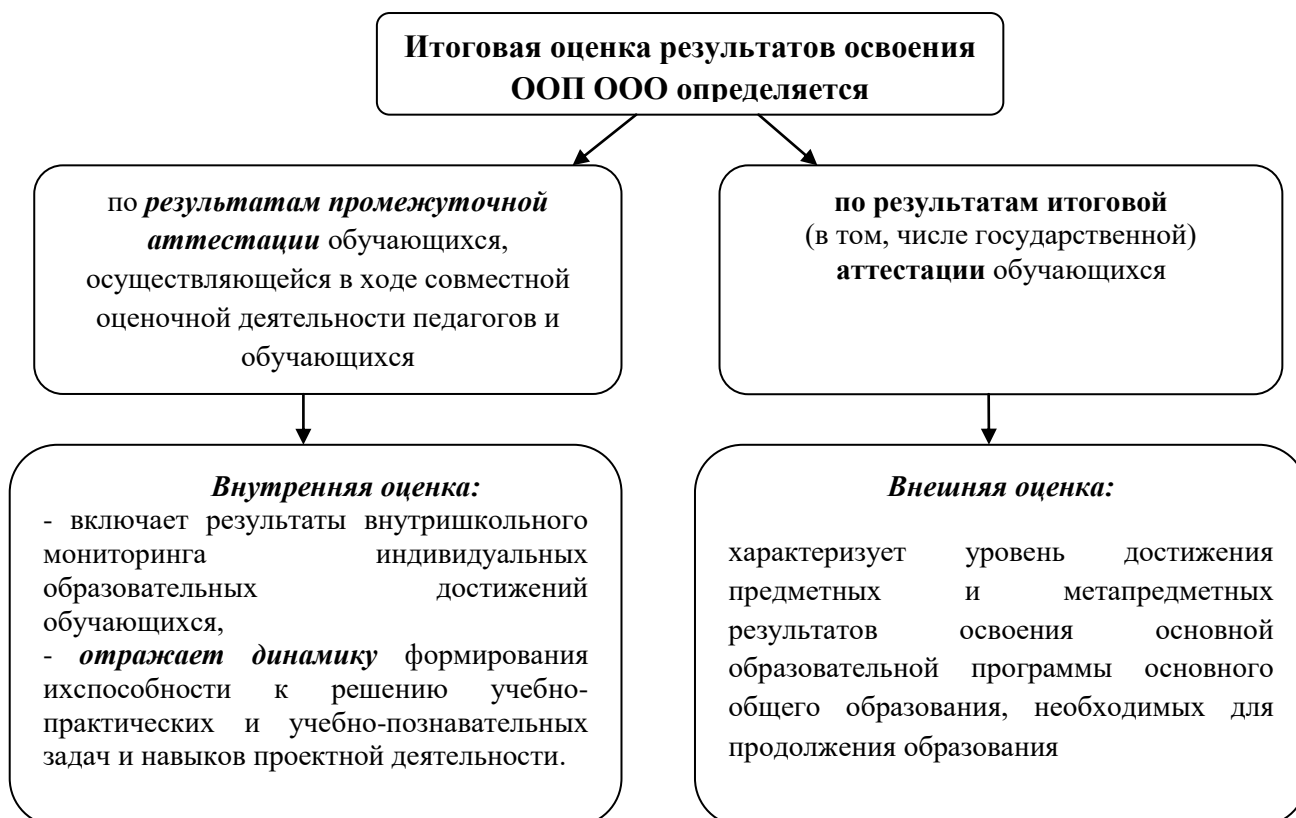 Итоговая оценка результатов освоения
ООП ООО определяется
по результатам промежуточной
аттестации обучающихся,
осуществляющейся в ходе совместной
оценочной деятельности педагогов и
обучающихся
по результатам итоговой
(в том, числе государственной)
аттестации обучающихся
Внутренняя оценка:
- включает результаты внутришкольного
мониторинга индивидуальных
образовательных достижений
обучающихся,
- отражает динамику формирования
ихспособности к решению учебно-
практических и учебно-познавательных
задач и навыков проектной деятельности.
Внешняя оценка:
характеризует уровень достижения
предметных и метапредметных
результатов освоения основной
образовательной программы основного
общего образования, необходимых для
продолжения образования